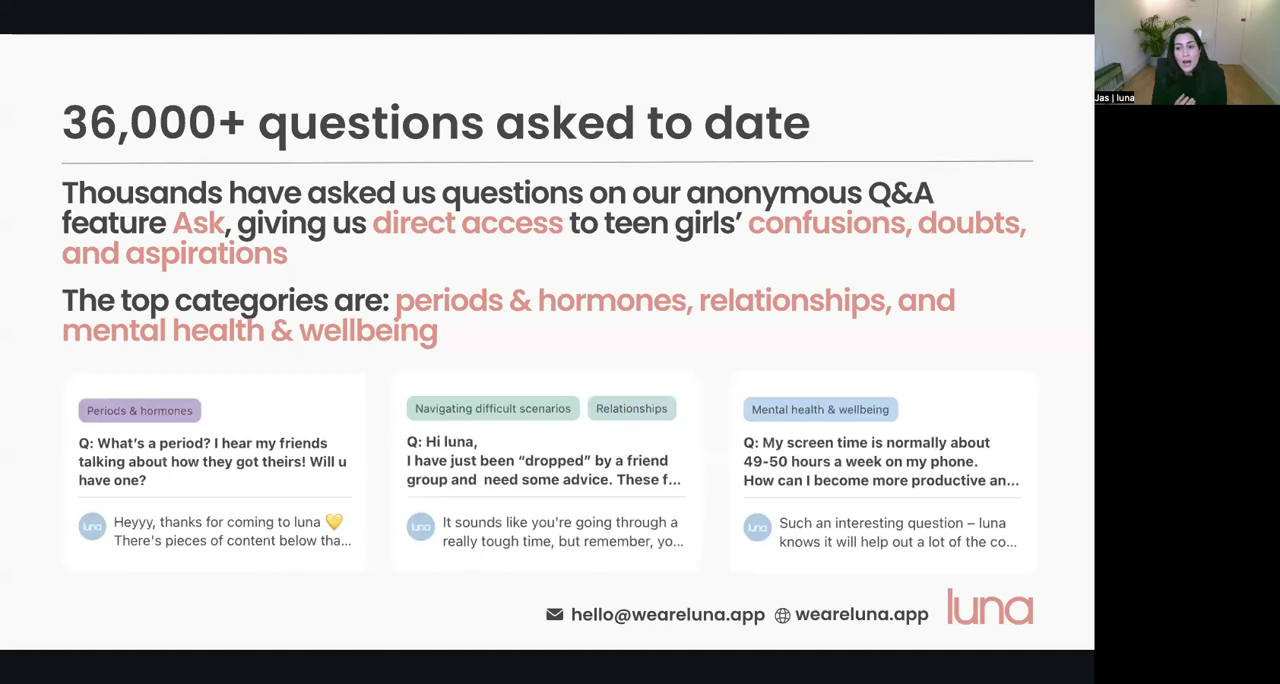 36,000+ questions asked to date
Thousands have asked us questions on our anonymous Q&A
feature Ask, giving us direct access to teen girls’ confusions, doubts,
and aspirations
The top categories are: periods & hormones, relationships, and
mental health & wellbeing
Periods & hormones
Q: What’s a period? I hear my friends
talking about how they got theirs! Will u
have one?
luna
Heyyy, thanks for coming to luna 💛
There's pieces of content below tha...
Navigating difficult scenarios
Relationships
Q: Hi luna,
I have just been “dropped” by a friend
group and need some advice. These f...
luna
It sounds like you're going through a
really tough time, but remember, yo...
Mental health & wellbeing
Q: My screen time is normally about
49-50 hours a week on my phone.
How can I become more productive an...
luna
Such an interesting question – luna
knows it will help out a lot of the co...
hello@weareluna.app weareluna.app luna
Jas | luna